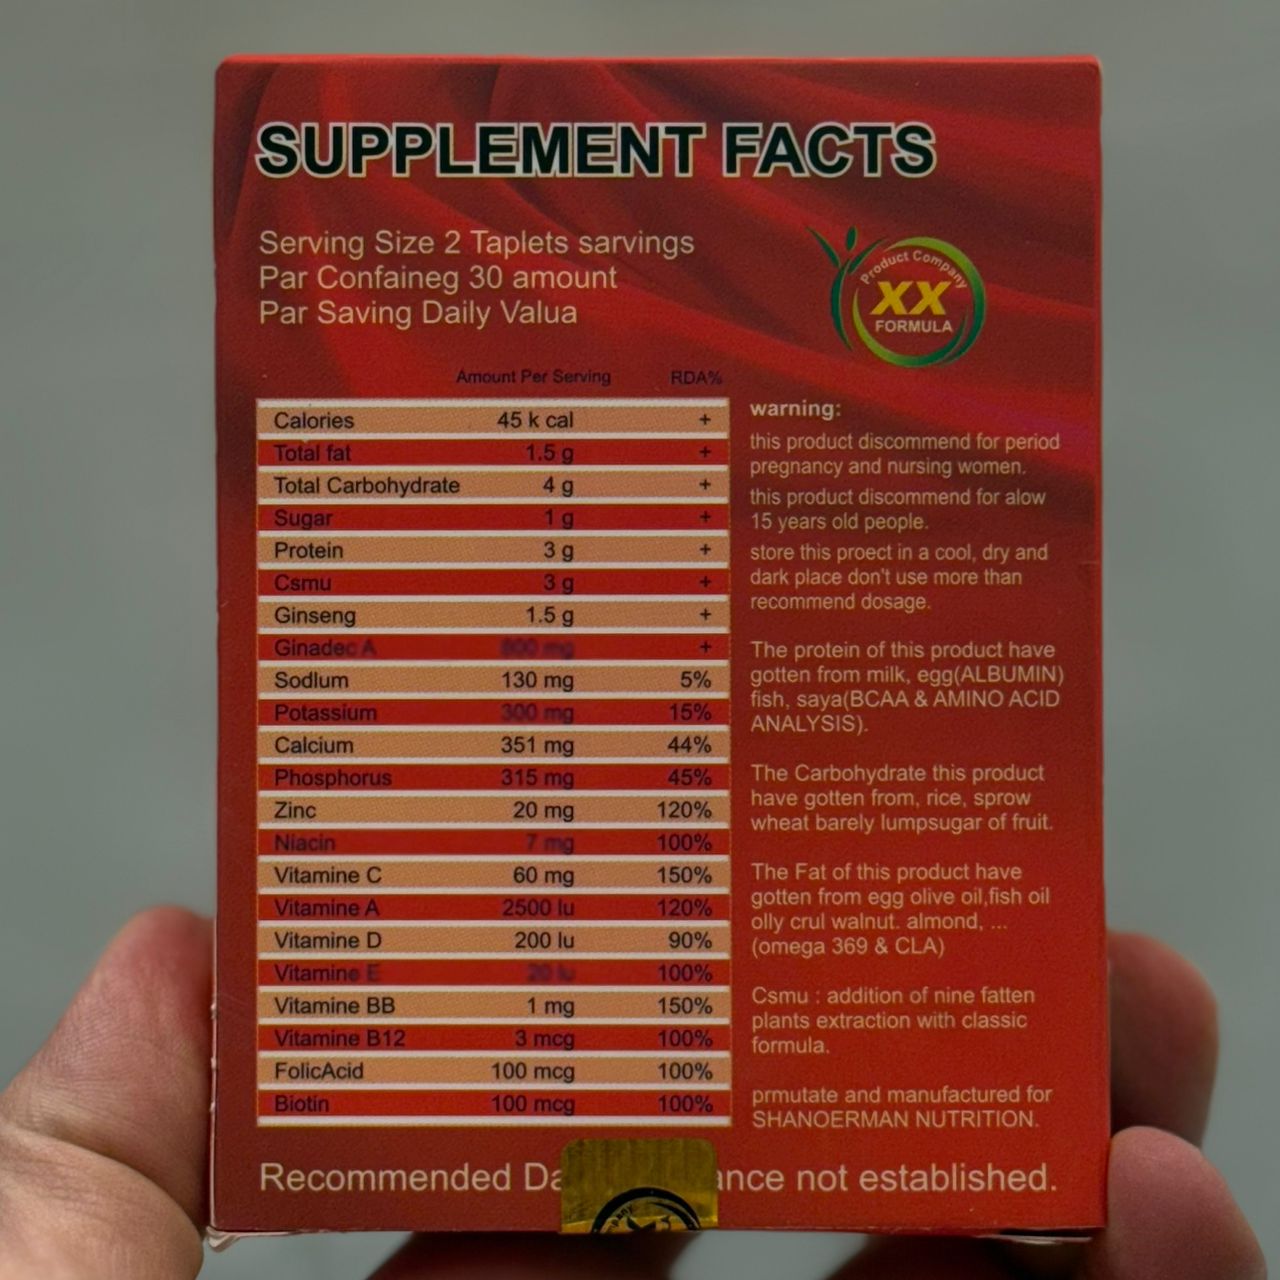 SUPPLEMENT FACTS
Serving Size 2 Taplets sarvings
Par Confaineg 30 amount
Par Saving Daily Valua
Product Company
XX
FORMULA
Amount Per Serving RDA%
Calories 45 k cal +
Total fat 1.5 g +
Total Carbohydrate 4 g +
Sugar 1 g +
Protein 3 g +
Csmu 3 g +
Ginseng 1.5 g +
+
Sodlum 130 mg 5%
Potassium 300 mg 15%
Calcium 351 mg 44%
Phosphorus 315 mg 45%
Zinc 20 mg 120%
Niacin 7 mg 100%
Vitamine C 60 mg 150%
Vitamine A 2500 lu 120%
Vitamine D 200 lu 90%
Vitamine E 100%
Vitamine BB 1 mg 150%
Vitamine B12 3 mcg 100%
FolicAcid 100 mcg 100%
Biotin 100 mcg 100%
warning:
this product discommend for period
pregnancy and nursing women.
this product discommend for alow
15 years old people.
store this proect in a cool, dry and
dark place don't use more than
recommend dosage.
The protein of this product have
gotten from milk, egg(ALBUMIN)
fish, saya(BCAA & AMINO ACID
ANALYSIS).
The Carbohydrate this product
have gotten from, rice, sprow
wheat barely lumpsugar of fruit.
The Fat of this product have
gotten from egg olive oil,fish oil
olly crul walnut. almond, ...
(omega 369 & CLA)
Csmu : addition of nine fatten
plants extraction with classic
formula.
prmutate and manufactured for
SHANOERMAN NUTRITION.
Recommended not established.